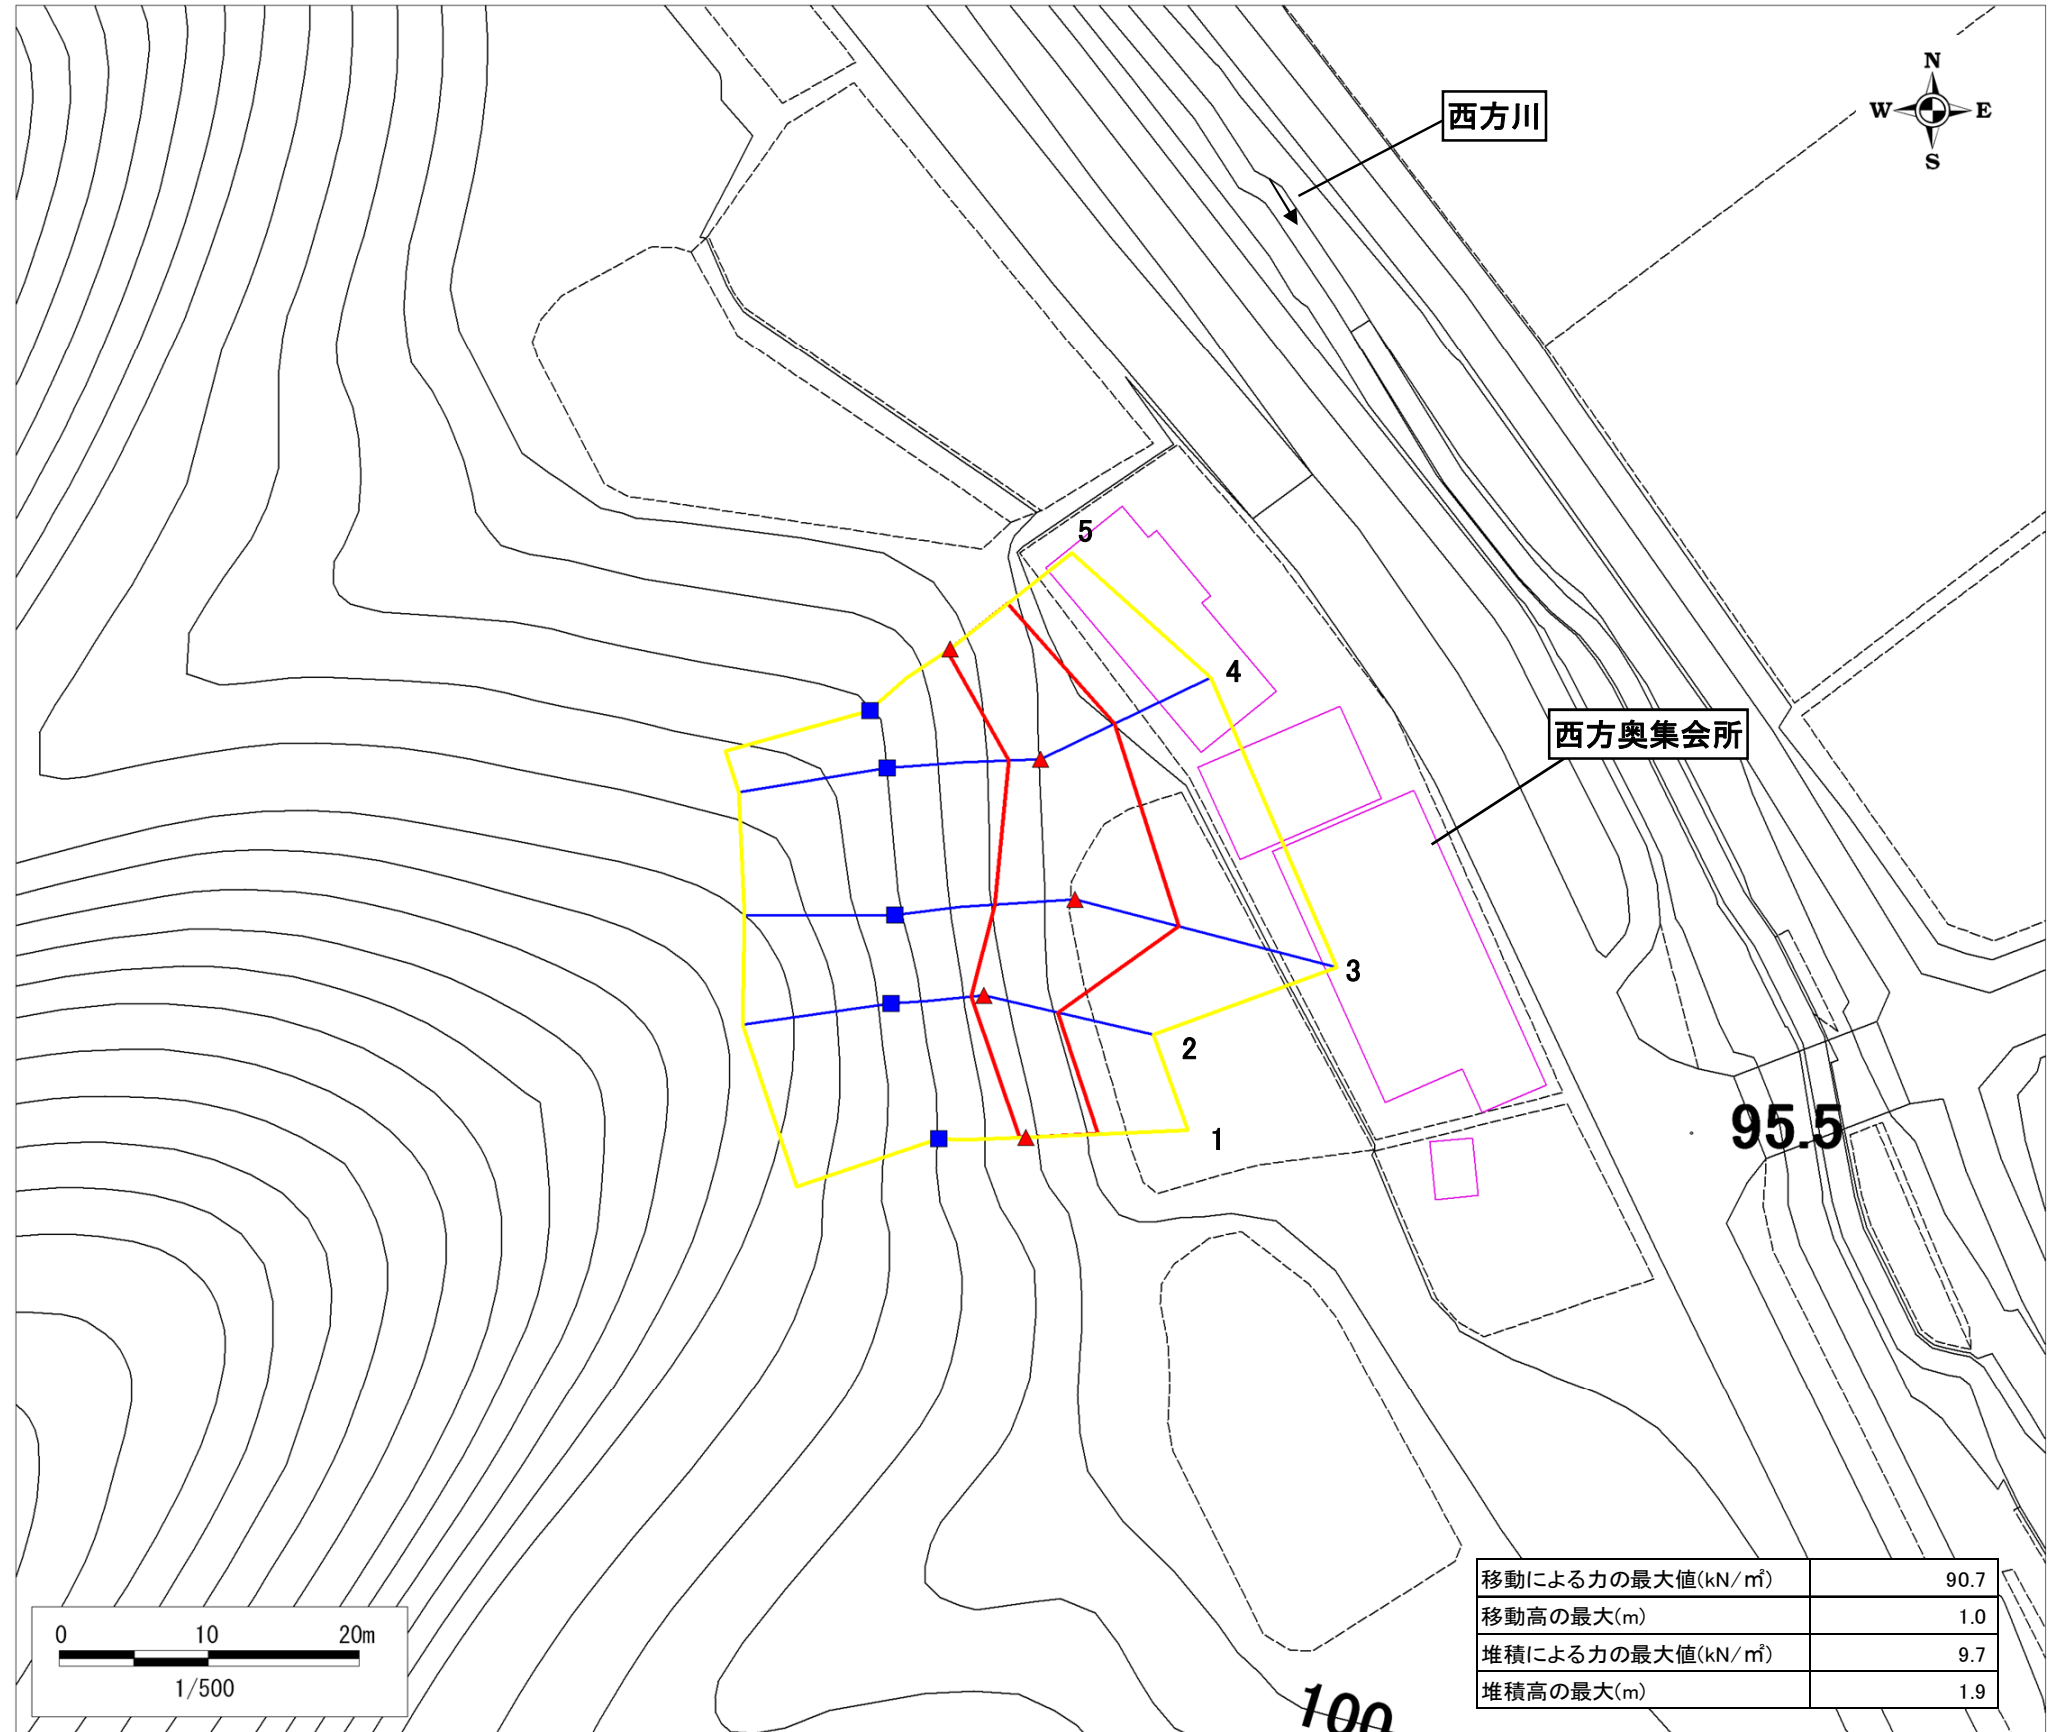 N
W E
S
西方川
5
4
西方奥集会所
3
2
1
95.5
移動による力の最大値(kN/㎡) 90.7
移動高の最大(m) 1.0
堆積による力の最大値(kN/㎡) 9.7
堆積高の最大(m) 1.9
0 10 20m
1/500
100